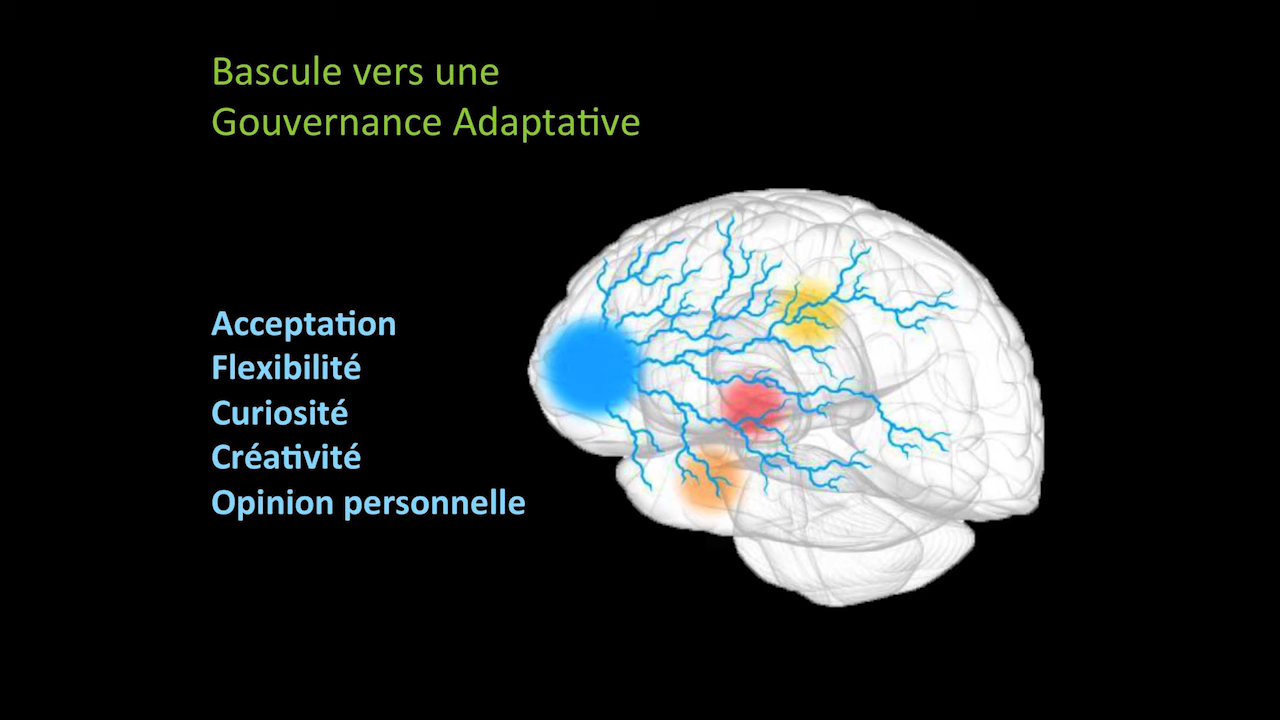 Bascule vers une
Gouvernance Adaptative
Acceptation
Flexibilité
Curiosité
Créativité
Opinion personnelle